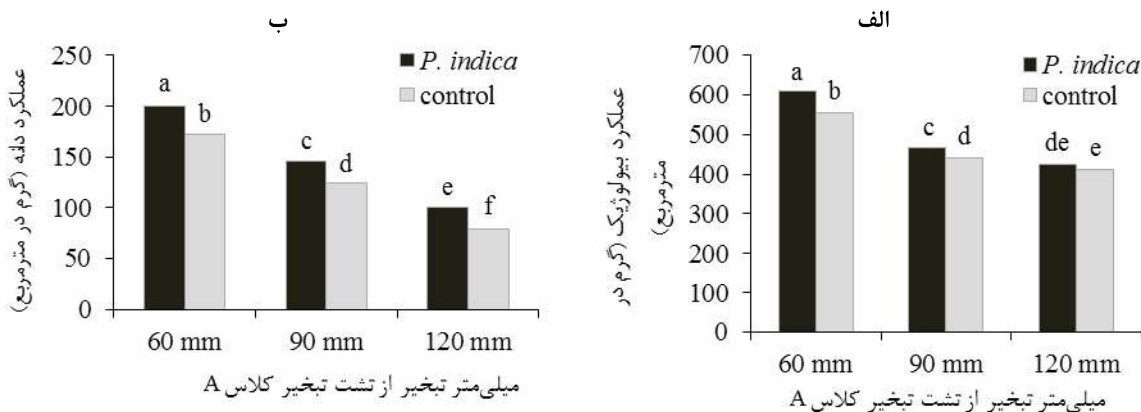 الف
عملکرد بیولوژیک (گرم در
مترمربع)
700
600
500
400
300
200
100
0
P. indica
control
a
b
c
d
de
e
60 mm
90 mm
120 mm
میلی‌متر تبخیر از تشت تبخیر کلاس A
ب
عملکرد دانه (گرم در مترمربع)
250
200
150
100
50
0
P. indica
control
a
b
c
d
e
f
60 mm
90 mm
120 mm
میلی‌متر تبخیر از تشت تبخیر کلاس A